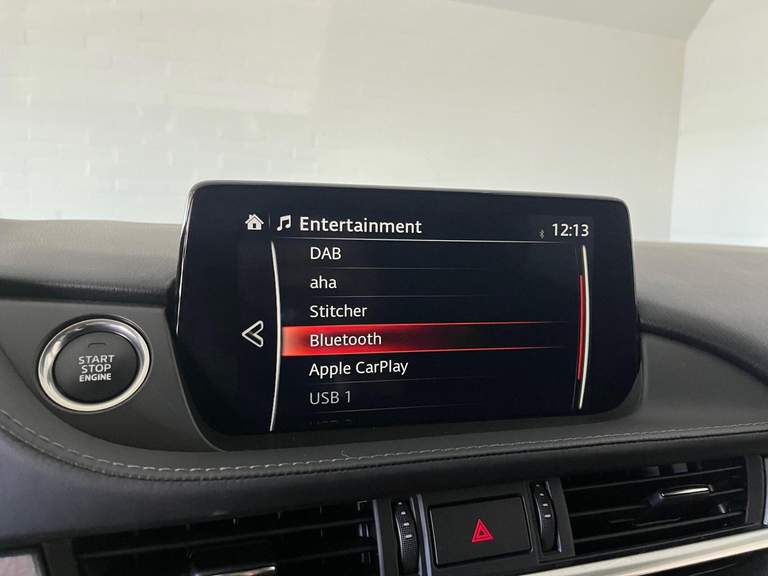 Entertainment
12:13
DAB
aha
Stitcher
Bluetooth
Apple CarPlay
USB 1
START
STOP
ENGINE